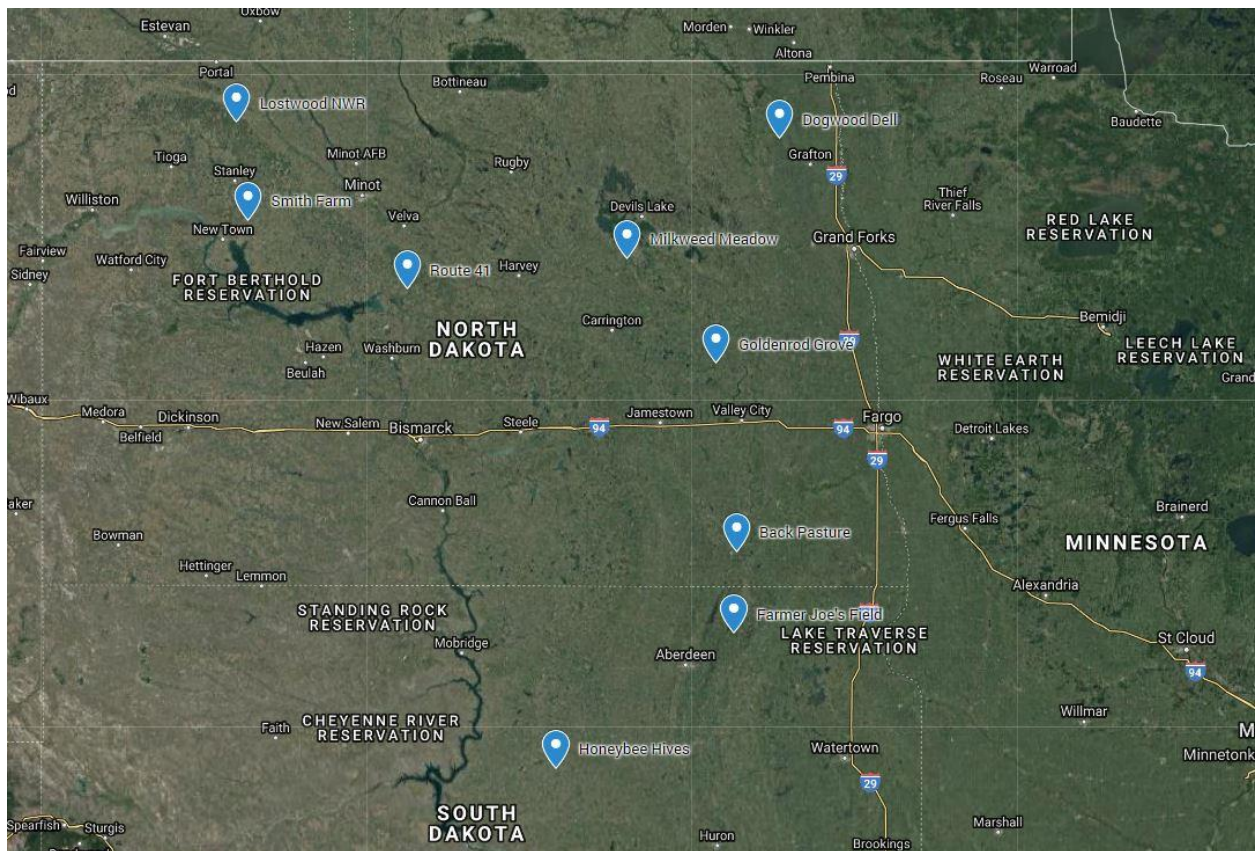 Oxbow
Estevan
Morden
Winkler
Altona
Portal
Pembina
Roseau
Warroad
Bottineau
Baudette
Lostwood NWR
Dogwood Dell
Grafton
Tioga
Stanley
Minot AFB
Rugby
29
Minot
Smith Farm
Williston
Thief
River Falls
Devils Lake
Velva
RED LAKE
RESERVATION
New Town
Milkweed Meadow
Grand Forks
Fairview
Watford City
Sidney
Route 41
Harvey
FORT BERTHOLD
RESERVATION
Carrington
Bemidji
NORTH
DAKOTA
Goldenrod Grove
29
LEECH LAKE
RESERVATION
Hazen
Washburn
Beulah
WHITE EARTH
RESERVATION
Grand
Wibaux
Medora
Dickinson
Jamestown
Valley City
Fargo
New Salem
Bismarck
Steele
94
94
Belfield
Detroit Lakes
29
Cannon Ball
aker
Brainerd
Bowman
Back Pasture
Fergus Falls
MINNESOTA
Hettinger
Lemmon
Alexandria
STANDING ROCK
RESERVATION
Farmer Joe's Field
LAKE TRAVERSE
RESERVATION
Mobridge
St Cloud
Aberdeen
94
Willmar
CHEYENNE RIVER
RESERVATION
Faith
M
Honeybee Hives
Watertown
Minnetonk
29
SOUTH
DAKOTA
Spearfish
Sturgis
Huron
Marshall
Brookings